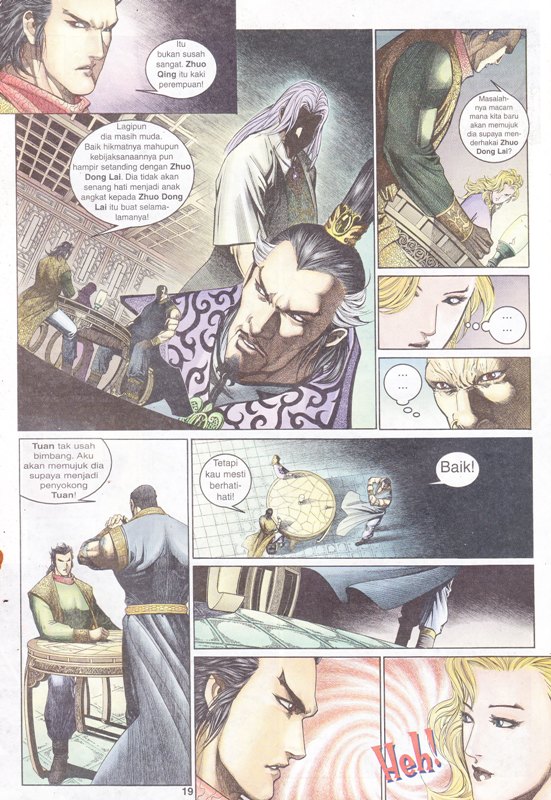 Itu
bukan susah
sangat. Zhuo
Qing itu kaki
perempuan!
Lagipun
dia masih muda.
Baik hikmatnya mahupun
kebijaksanaannya pun
hampir setanding dengan Zhuo
Dong Lai. Dia tidak akan
senang hati menjadi anak
angkat kepada Zhuo Dong
Lai itu buat selama-
lamanya!
Masalah-
nya macam
mana kita baru
akan memujuk dia
supaya men-
derhakai Zhuo
Dong Lai?
...
...
...
...
Tuan tak usah
bimbang. Aku
akan memujuk dia
supaya menjadi
penyokong
Tuan!
Tetapi
kau mesti
berhati-
hati!
Baik!
Heh!
19